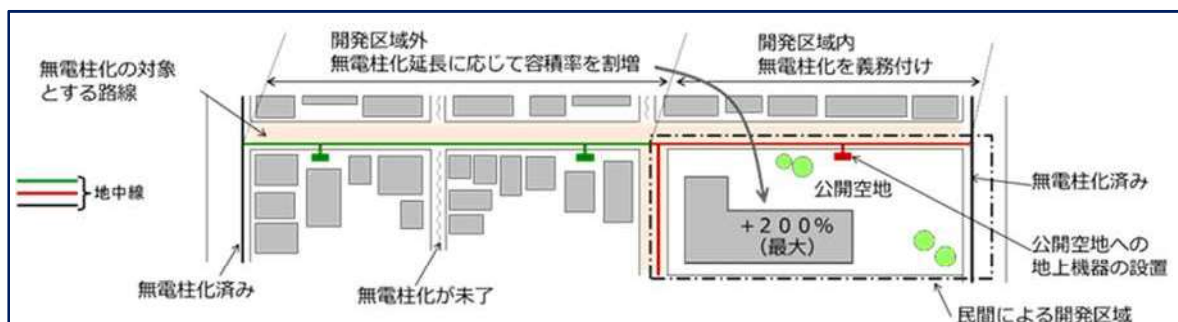 開発区域外
無電柱化延長に応じて容積率を割増
開発区域内
無電柱化を義務付け
無電柱化の対象
とする路線
地中線
公開空地
+200%
(最大)
無電柱化済み
公開空地への
地上機器の設置
無電柱化済み
無電柱化が未了
民間による開発区域